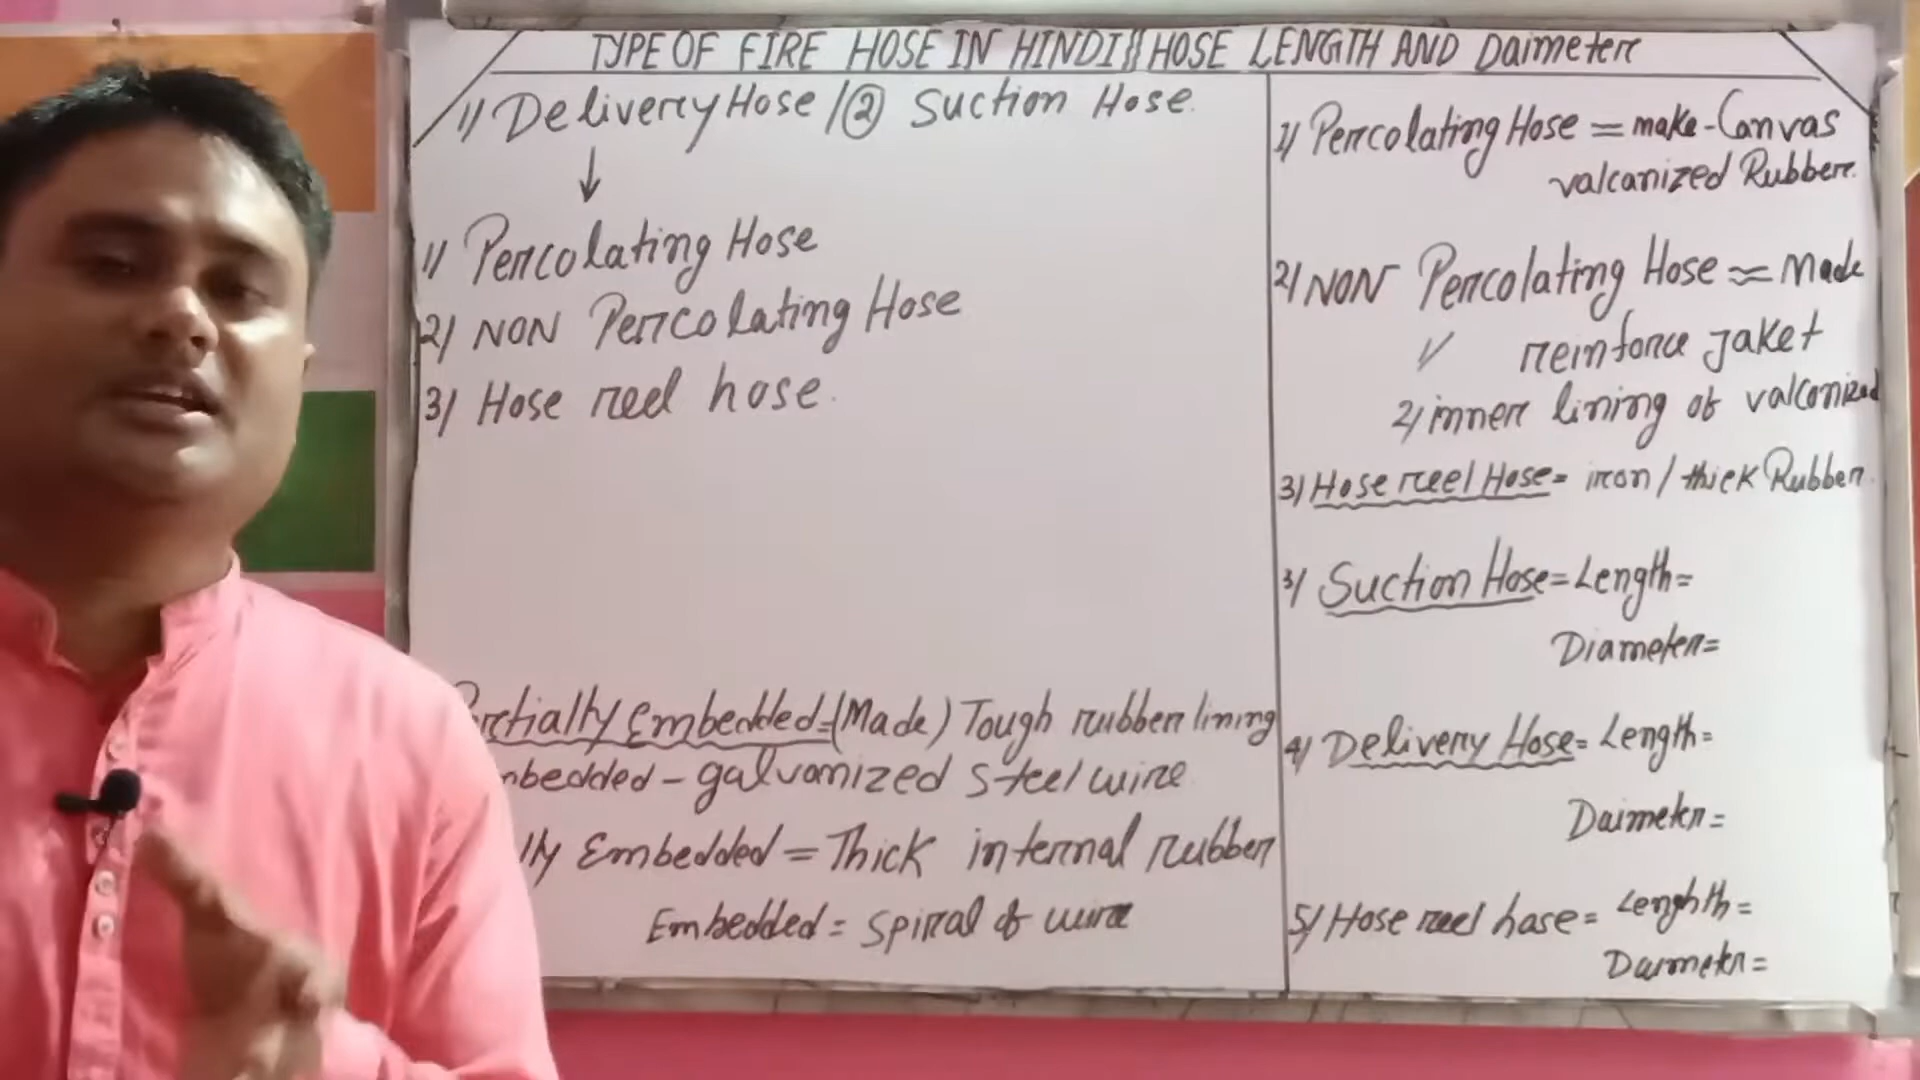 TYPE OF FIRE HOSE IN HINDI || HOSE LENGTH AND Daimeter
1) Delivery Hose / ② Suction Hose.
↓
1) Percolating Hose
2) NON Percolating Hose
3) Hose reel hose.
Partially Embedded = (Made) Tough rubber lining
mbedded - galvanized Steel wire
lly Embedded = Thick internal rubber
Embedded = spiral of wire
1) Percolating Hose = make - Canvas
valcanized Rubber.
2) NON Percolating Hose ≈ Made
1) reinforce Jaket
2) inner lining of valconized
3) Hose reel Hose = iron / thick Rubber.
3) Suction Hose = Length =
Diameter =
4) Delivery Hose = Length =
Daimeter =
5) Hose reel hase = Lenghth =
Daimeter =